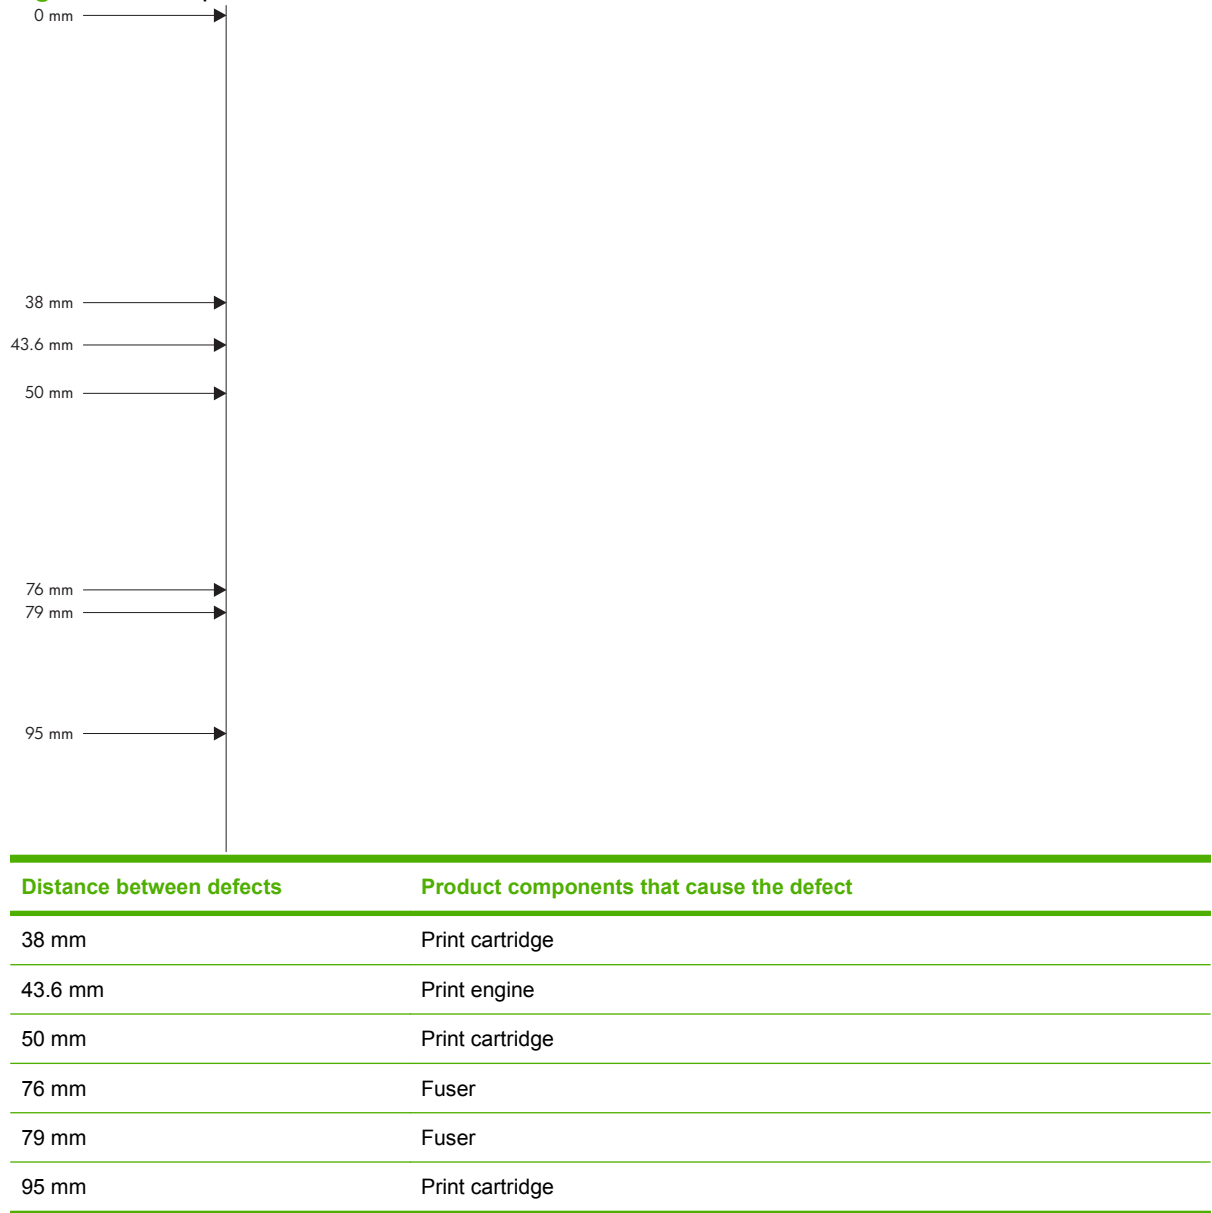 0 mm
38 mm
43.6 mm
50 mm
76 mm
79 mm
95 mm
Distance between defects Product components that cause the defect
38 mm Print cartridge
43.6 mm Print engine
50 mm Print cartridge
76 mm Fuser
79 mm Fuser
95 mm Print cartridge